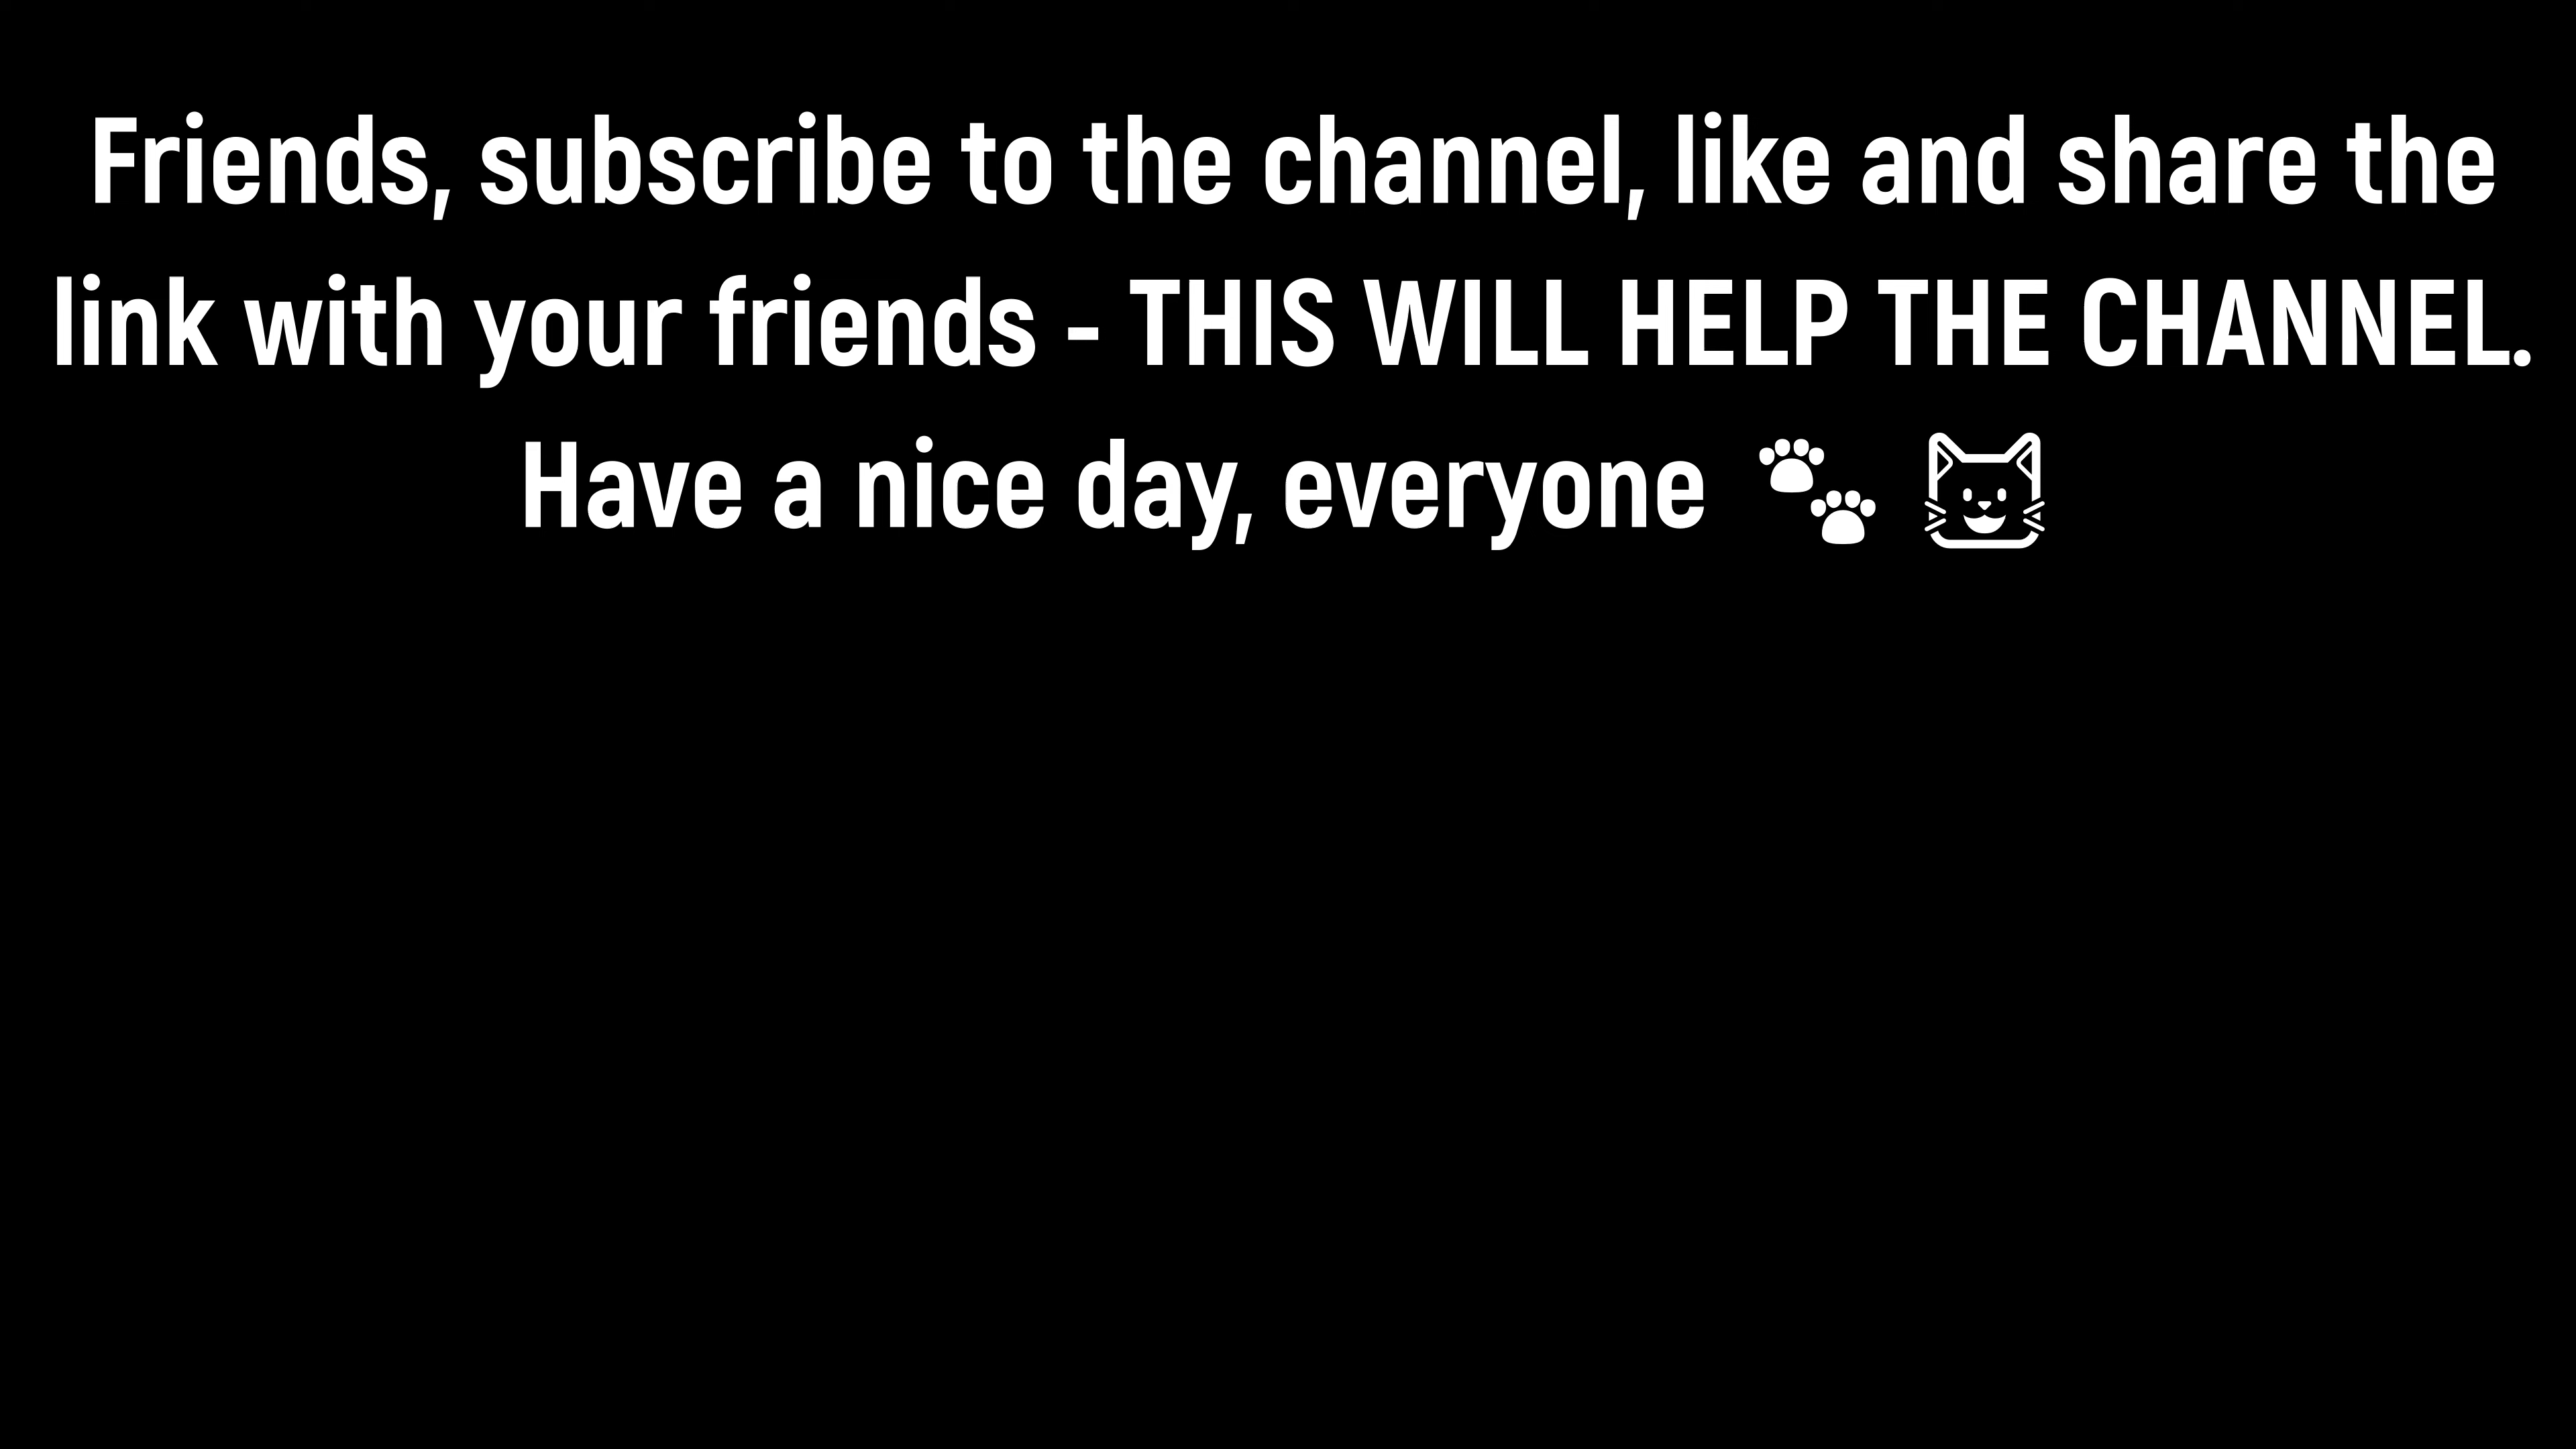 Friends, subscribe to the channel, like and share the
link with your friends - THIS WILL HELP THE CHANNEL.
Have a nice day, everyone 🐾 😺